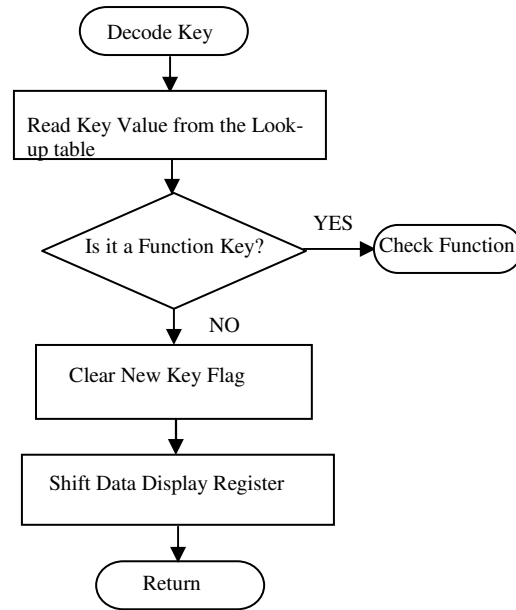 Decode Key
Read Key Value from the Look-
up table
YES
Is it a Function Key?
Check Function
NO
Clear New Key Flag
Shift Data Display Register
Return